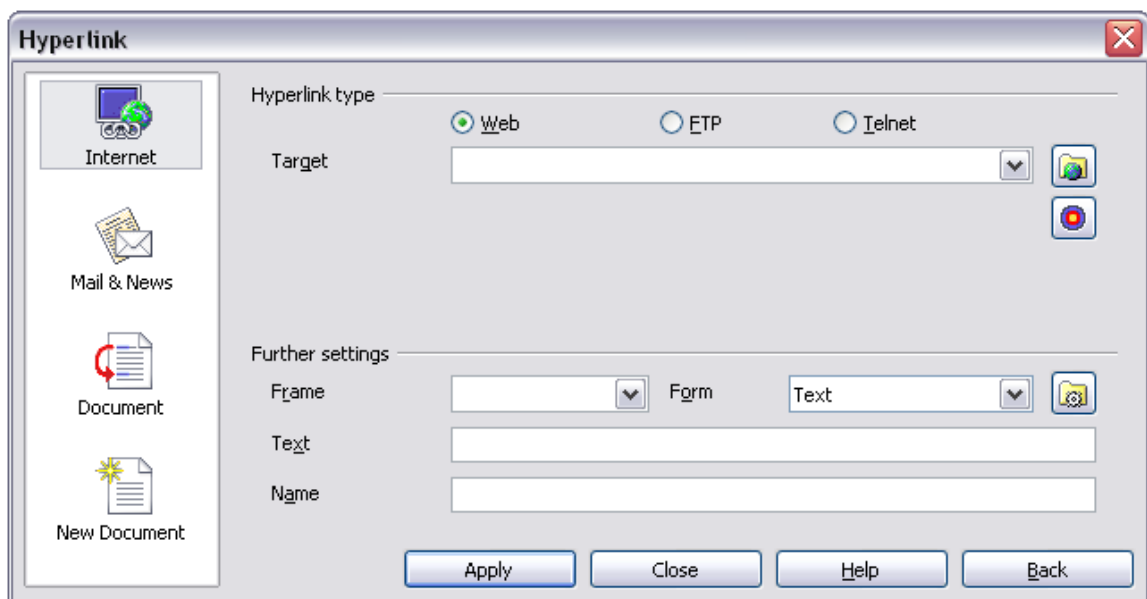 Hyperlink
Internet
Mail & News
Document
New Document
Hyperlink type
Web FTP Telnet
Target
Further settings
Frame Form Text
Text
Name
Apply Close Help Back